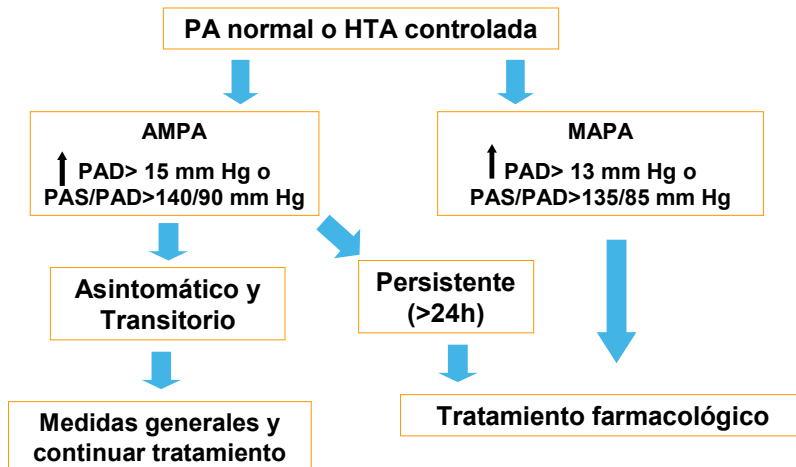 PA normal o HTA controlada
AMPA
PAD> 15 mm Hg o
PAS/PAD>140/90 mm Hg
MAPA
PAD> 13 mm Hg o
PAS/PAD>135/85 mm Hg
Asintomático y
Transitorio
Persistente
(>24h)
Medidas generales y
continuar tratamiento
Tratamiento farmacológico